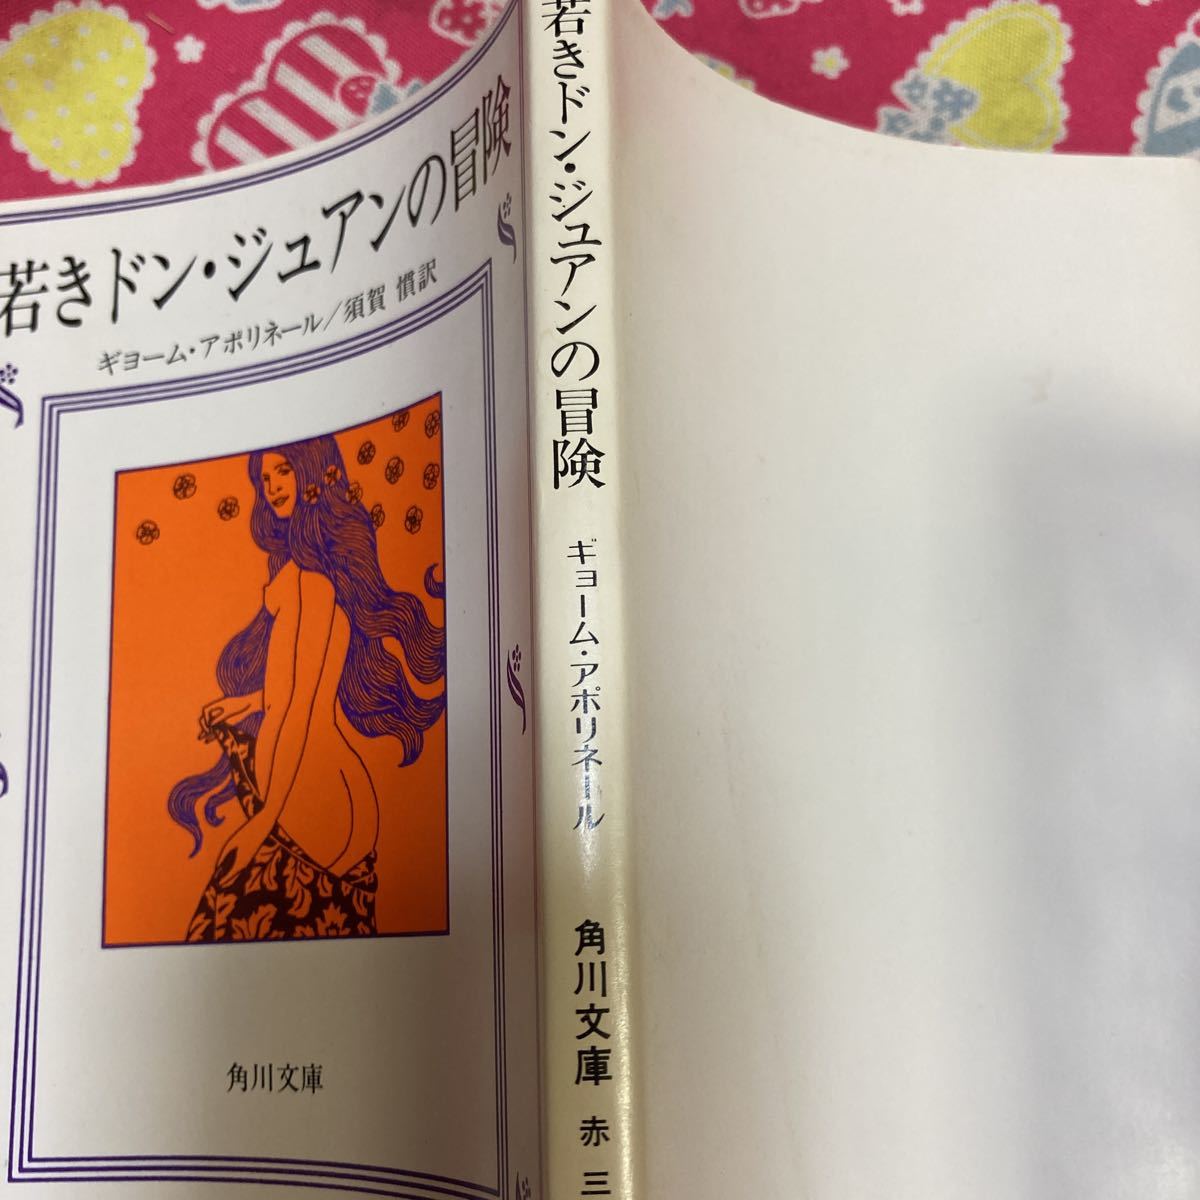 若きドン・ジュアンの冒険
ギヨーム・アポリネール/須賀 慣訳
角川文庫
若きドン・ジュアンの冒険
ギヨーム・アポリネール
角川文庫
赤 三